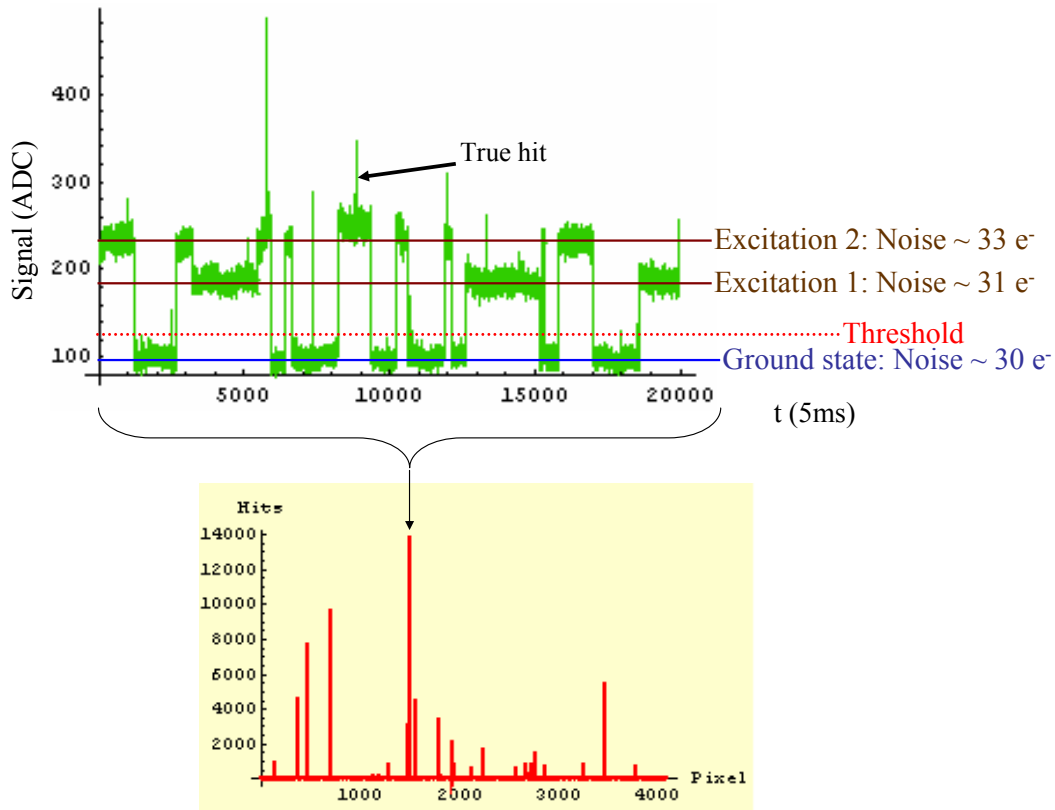 Signal (ADC)
400
300
200
100
True hit
Excitation 2: Noise ~ 33 e-
Excitation 1: Noise ~ 31 e-
Threshold
Ground state: Noise ~ 30 e-
5000
10000
15000
20000
t (5ms)
Hits
14000
12000
10000
8000
6000
4000
2000
1000
2000
3000
4000
Pixel